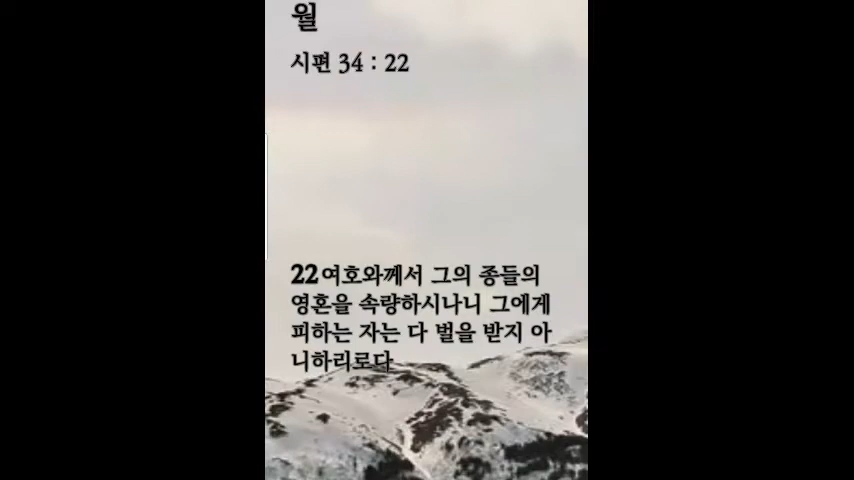 월
시편 34 : 22
22여호와께서 그의 종들의
영혼을 속량하시나니 그에게
피하는 자는 다 벌을 받지 아
니하리로다